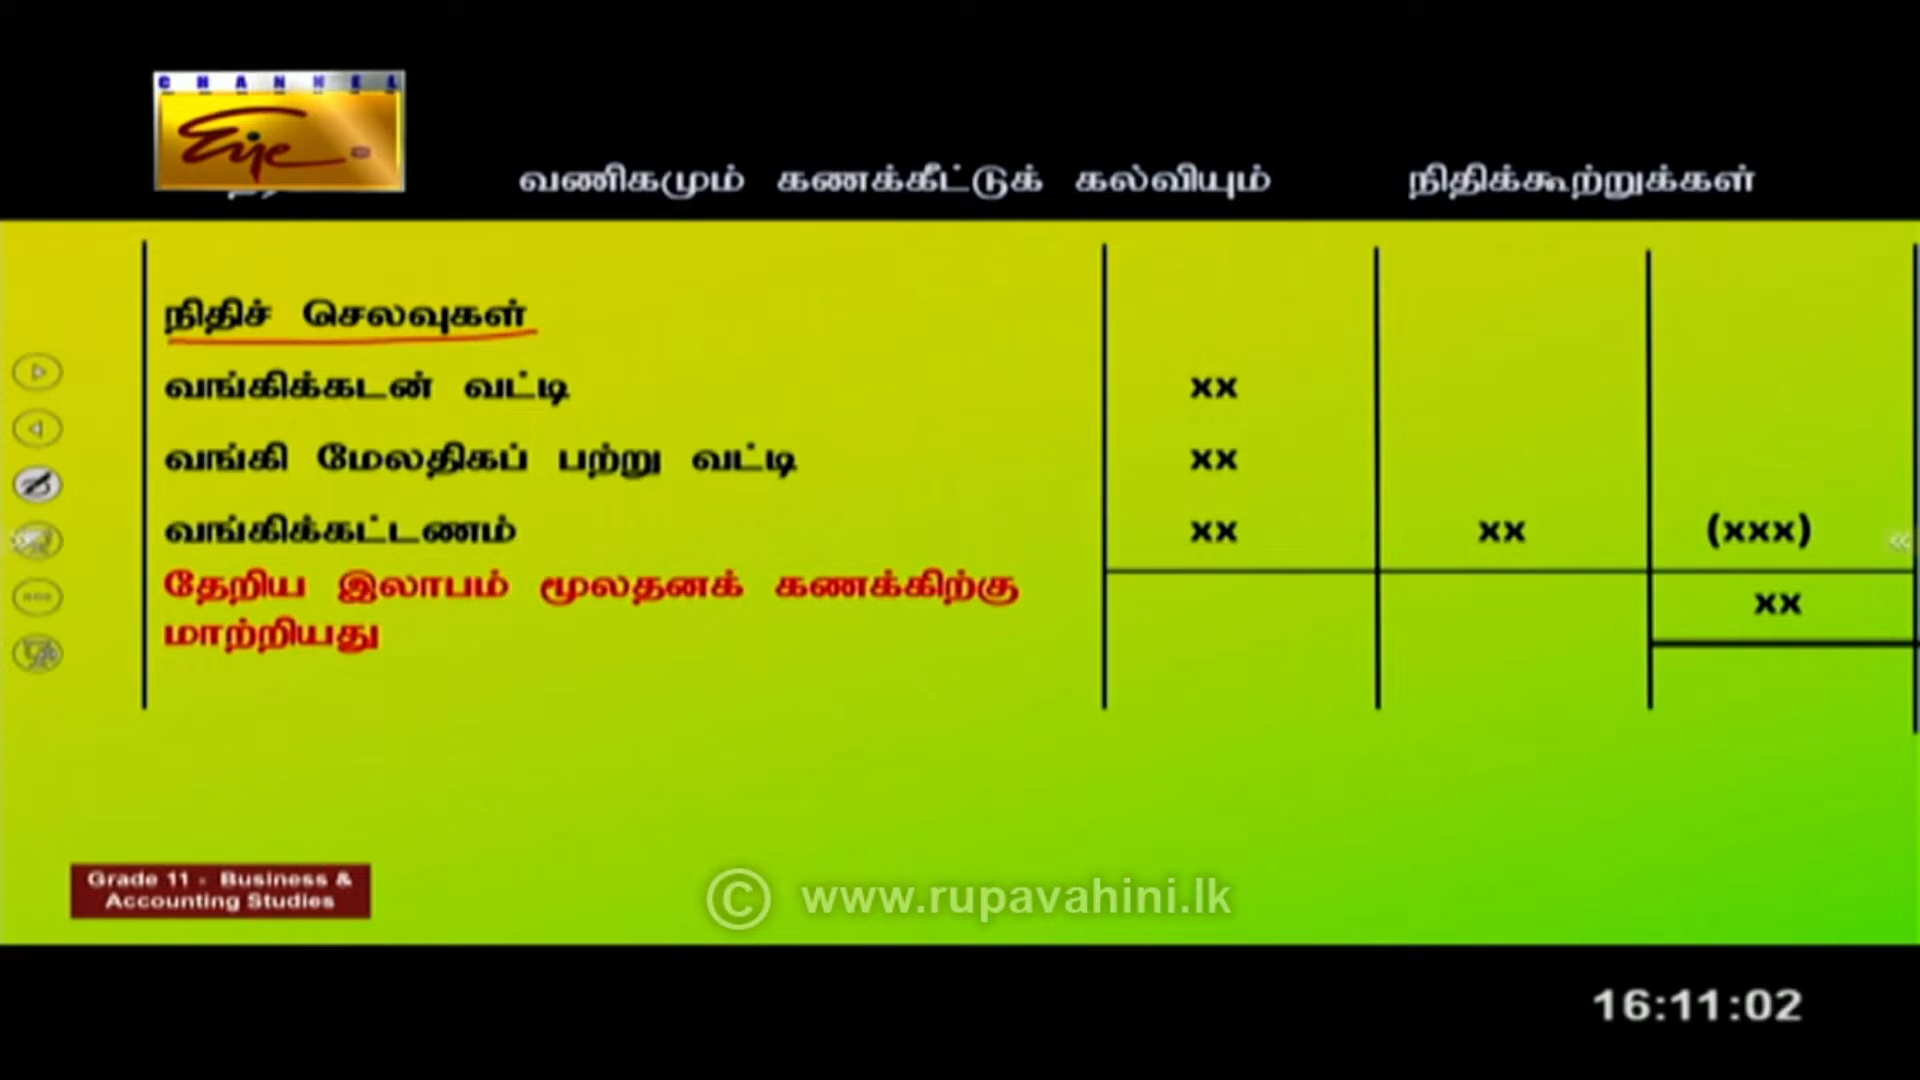 CHANNEL
Eye
வணிகமும் கணக்கீட்டுக் கல்வியும் நிதிக்கூற்றுக்கள்
நிதிச் செலவுகள்
வங்கிக்கடன் வட்டி xx
வங்கி மேலதிகப் பற்று வட்டி xx
வங்கிக்கட்டணம் xx xx (xxx)
தேறிய இலாபம் மூலதனக் கணக்கிற்கு
மாற்றியது xx
Grade 11 - Business &
Accounting Studies
© www.rupavahini.lk
16:11:02